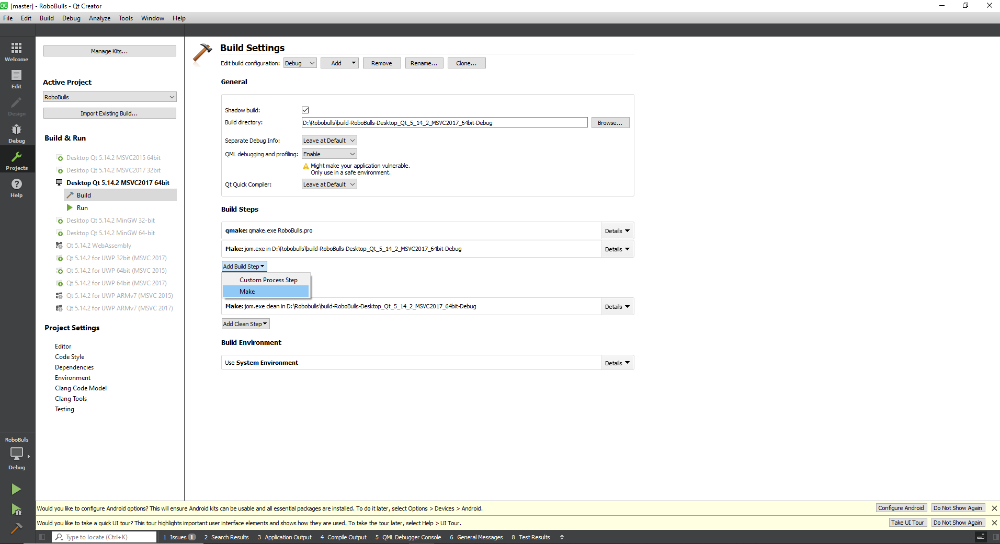 QC [master] - RoboBulls - Qt Creator
File Edit Build Debug Analyze Tools Window Help
Welcome
Edit
Design
Debug
Projects
Help
RoboBulls
Debug
Manage Kits...
Active Project
RoboBulls
Import Existing Build...
Build & Run
Desktop Qt 5.14.2 MSVC2015 64bit
Desktop Qt 5.14.2 MSVC2017 32bit
Desktop Qt 5.14.2 MSVC2017 64bit
Build
Run
Desktop Qt 5.14.2 MinGW 32-bit
Desktop Qt 5.14.2 MinGW 64-bit
Qt 5.14.2 WebAssembly
Qt 5.14.2 for UWP 32bit (MSVC 2017)
Qt 5.14.2 for UWP 64bit (MSVC 2015)
Qt 5.14.2 for UWP 64bit (MSVC 2017)
Qt 5.14.2 for UWP ARMv7 (MSVC 2015)
Qt 5.14.2 for UWP ARMv7 (MSVC 2017)
Project Settings
Editor
Code Style
Dependencies
Environment
Clang Code Model
Clang Tools
Testing
Build Settings
Edit build configuration: Debug Add Remove Rename... Clone...
General
Shadow build:
Build directory: D:\Robobulls\build-RoboBulls-Desktop_Qt_5_14_2_MSVC2017_64bit-Debug Browse...
Separate Debug Info: Leave at Default
QML debugging and profiling: Enable
Might make your application vulnerable.
Only use in a safe environment.
Qt Quick Compiler: Leave at Default
Build Steps
qmake: qmake.exe RoboBulls.pro Details
Make: jom.exe in D:\Robobulls\build-RoboBulls-Desktop_Qt_5_14_2_MSVC2017_64bit-Debug Details
Add Build Step
Custom Process Step
Make
Make: jom.exe clean in D:\Robobulls\build-RoboBulls-Desktop_Qt_5_14_2_MSVC2017_64bit-Debug Details
Add Clean Step
Build Environment
Use System Environment Details
Would you like to configure Android options? This will ensure Android kits can be usable and all essential packages are installed. To do it later, select Options > Devices > Android. Configure Android Do Not Show Again
Would you like to take a quick UI tour? This tour highlights important user interface elements and shows how they are used. To take the tour later, select Help > UI Tour. Take UI Tour Do Not Show Again
Type to locate (Ctrl+K) 1 Issues 1 2 Search Results 3 Application Output 4 Compile Output 5 QML Debugger Console 6 General Messages 8 Test Results